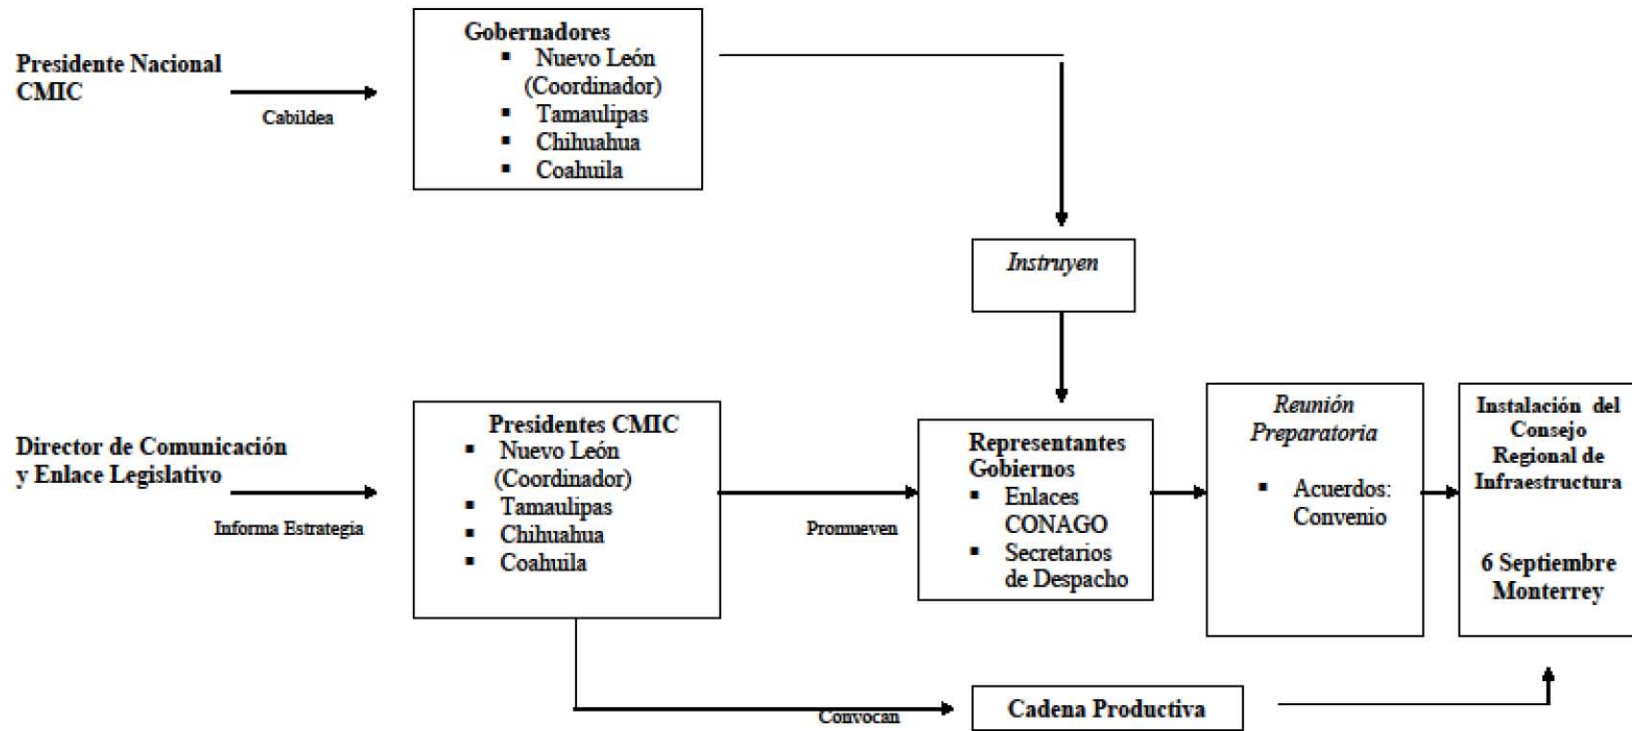 Presidente Nacional
CMIC
Cabildea
Gobernadores
▪ Nuevo León
(Coordinador)
▪ Tamaulipas
▪ Chihuahua
▪ Coahuila
Instruyen
Director de Comunicación
y Enlace Legislativo
Informa Estrategia
Presidentes CMIC
▪ Nuevo León
(Coordinador)
▪ Tamaulipas
▪ Chihuahua
▪ Coahuila
Promueven
Representantes
Gobiernos
▪ Enlaces
CONAGO
▪ Secretarios
de Despacho
Reunión
Preparatoria
▪ Acuerdos:
Convenio
Instalación del
Consejo
Regional de
Infraestructura
6 Septiembre
Monterrey
Convocan
Cadena Productiva